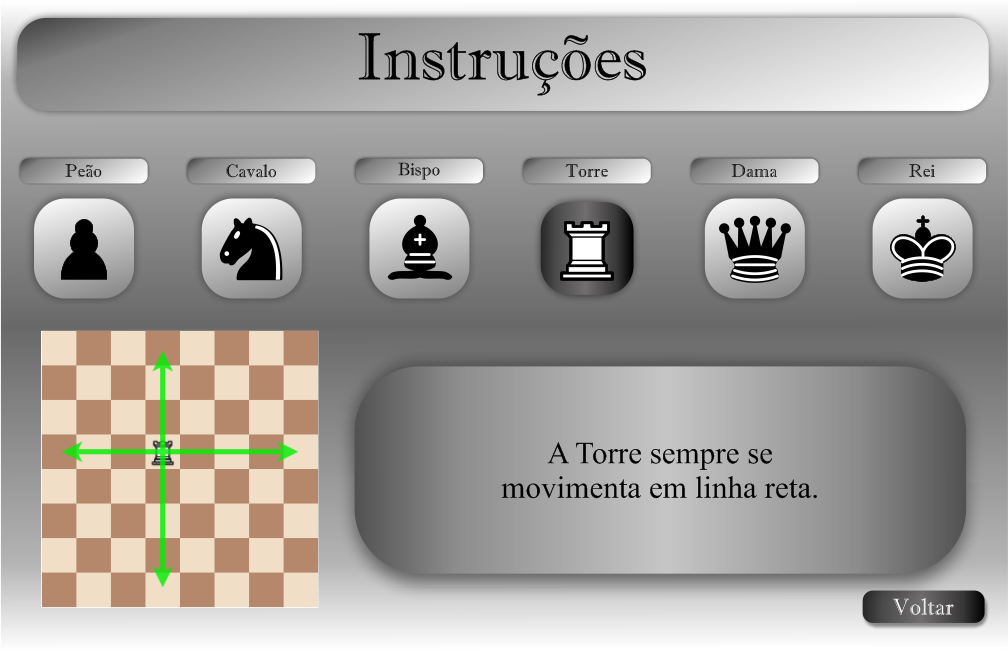 Instruções
Peão
Cavalo
Bispo
Torre
Dama
Rei
A Torre sempre se
movimenta em linha reta.
Voltar